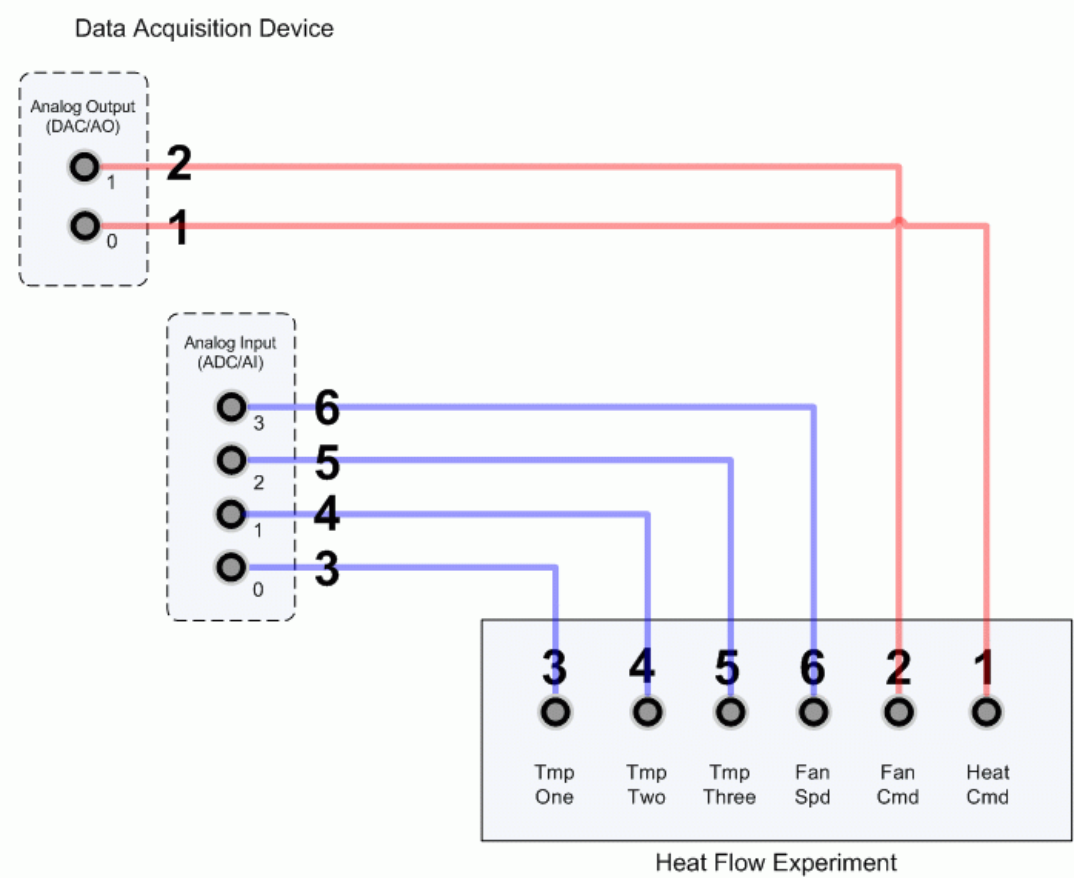 Data Acquisition Device
Analog Output
(DAC/AO)
2
1
1
0
Analog Input
(ADC/AI)
6
3
5
2
4
1
3
0
3 4 5 6 2 1
Tmp Tmp Tmp Fan Fan Heat
One Two Three Spd Cmd Cmd
Heat Flow Experiment